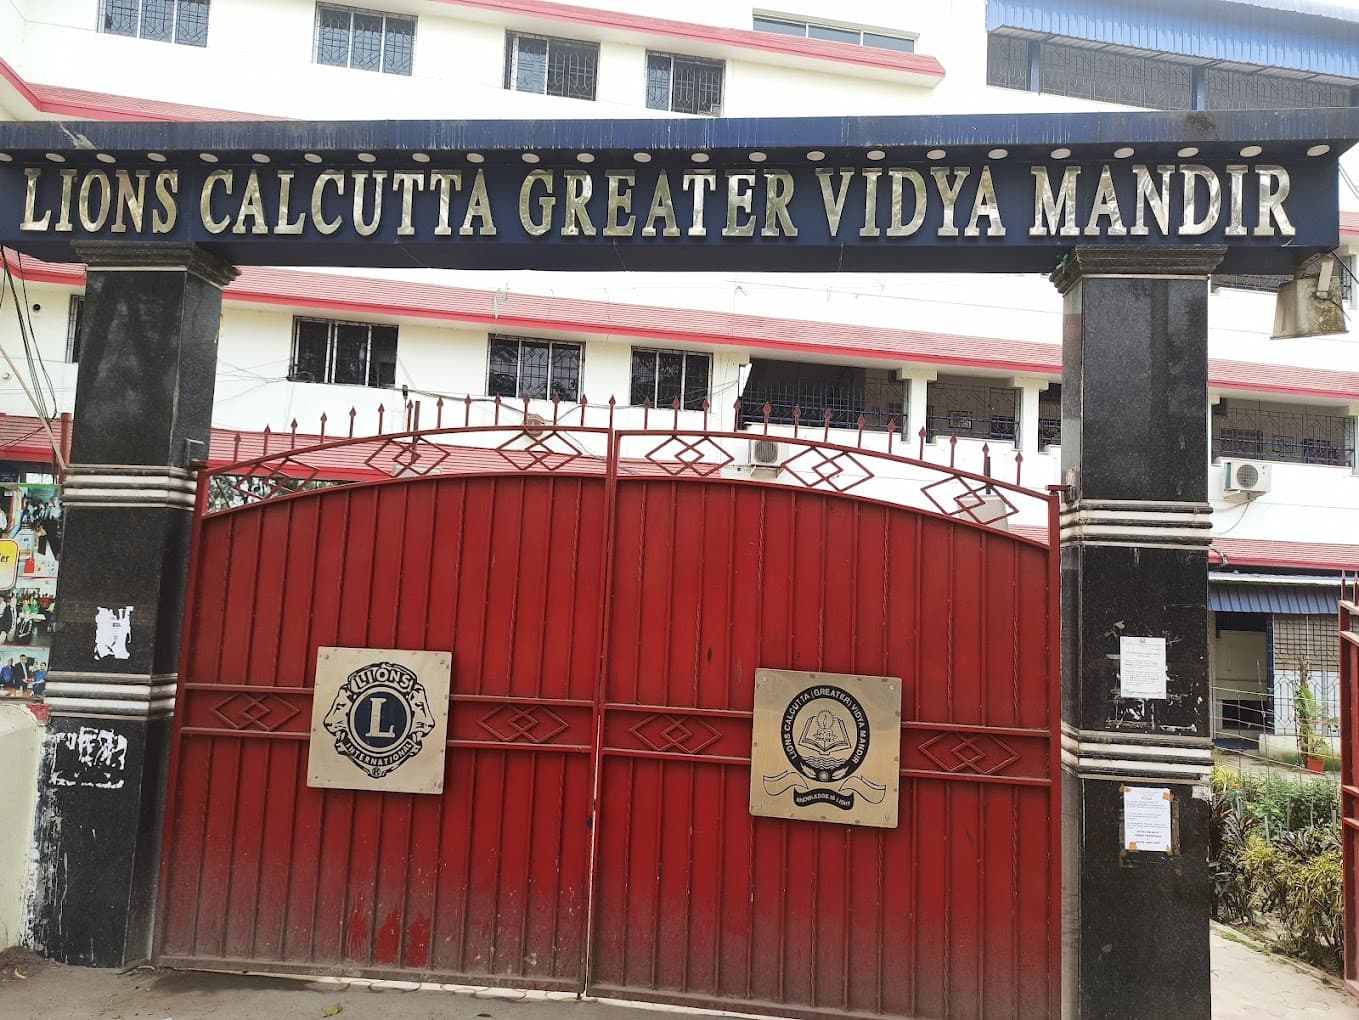 LIONS CALCUTTA GREATER VIDYA MANDIR
LIONS
L
INTERNATIONAL
®
LIONS CALCUTTA (GREATER) VIDYA MANDIR
KNOWLEDGE IS LIGHT